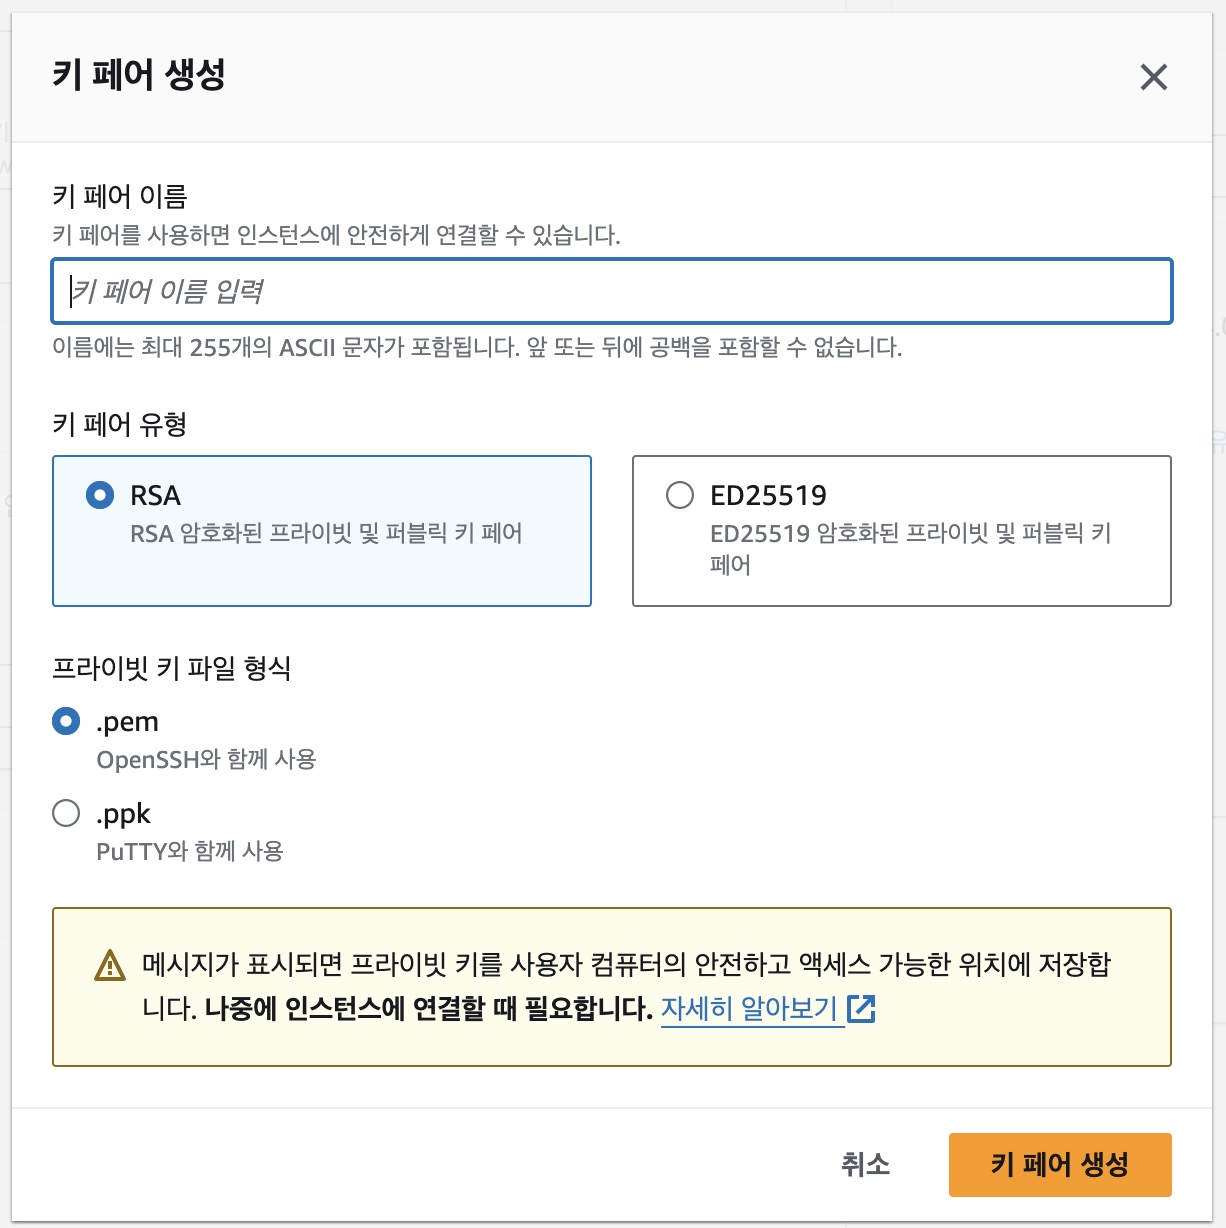 키 페어 생성
키 페어 이름
키 페어를 사용하면 인스턴스에 안전하게 연결할 수 있습니다.
키 페어 이름 입력
이름에는 최대 255개의 ASCII 문자가 포함됩니다. 앞 또는 뒤에 공백을 포함할 수 없습니다.
키 페어 유형
RSA
RSA 암호화된 프라이빗 및 퍼블릭 키 페어
ED25519
ED25519 암호화된 프라이빗 및 퍼블릭 키
페어
프라이빗 키 파일 형식
.pem
OpenSSH와 함께 사용
.ppk
PuTTY와 함께 사용
메시지가 표시되면 프라이빗 키를 사용자 컴퓨터의 안전하고 액세스 가능한 위치에 저장합
니다. 나중에 인스턴스에 연결할 때 필요합니다. 자세히 알아보기
취소
키 페어 생성